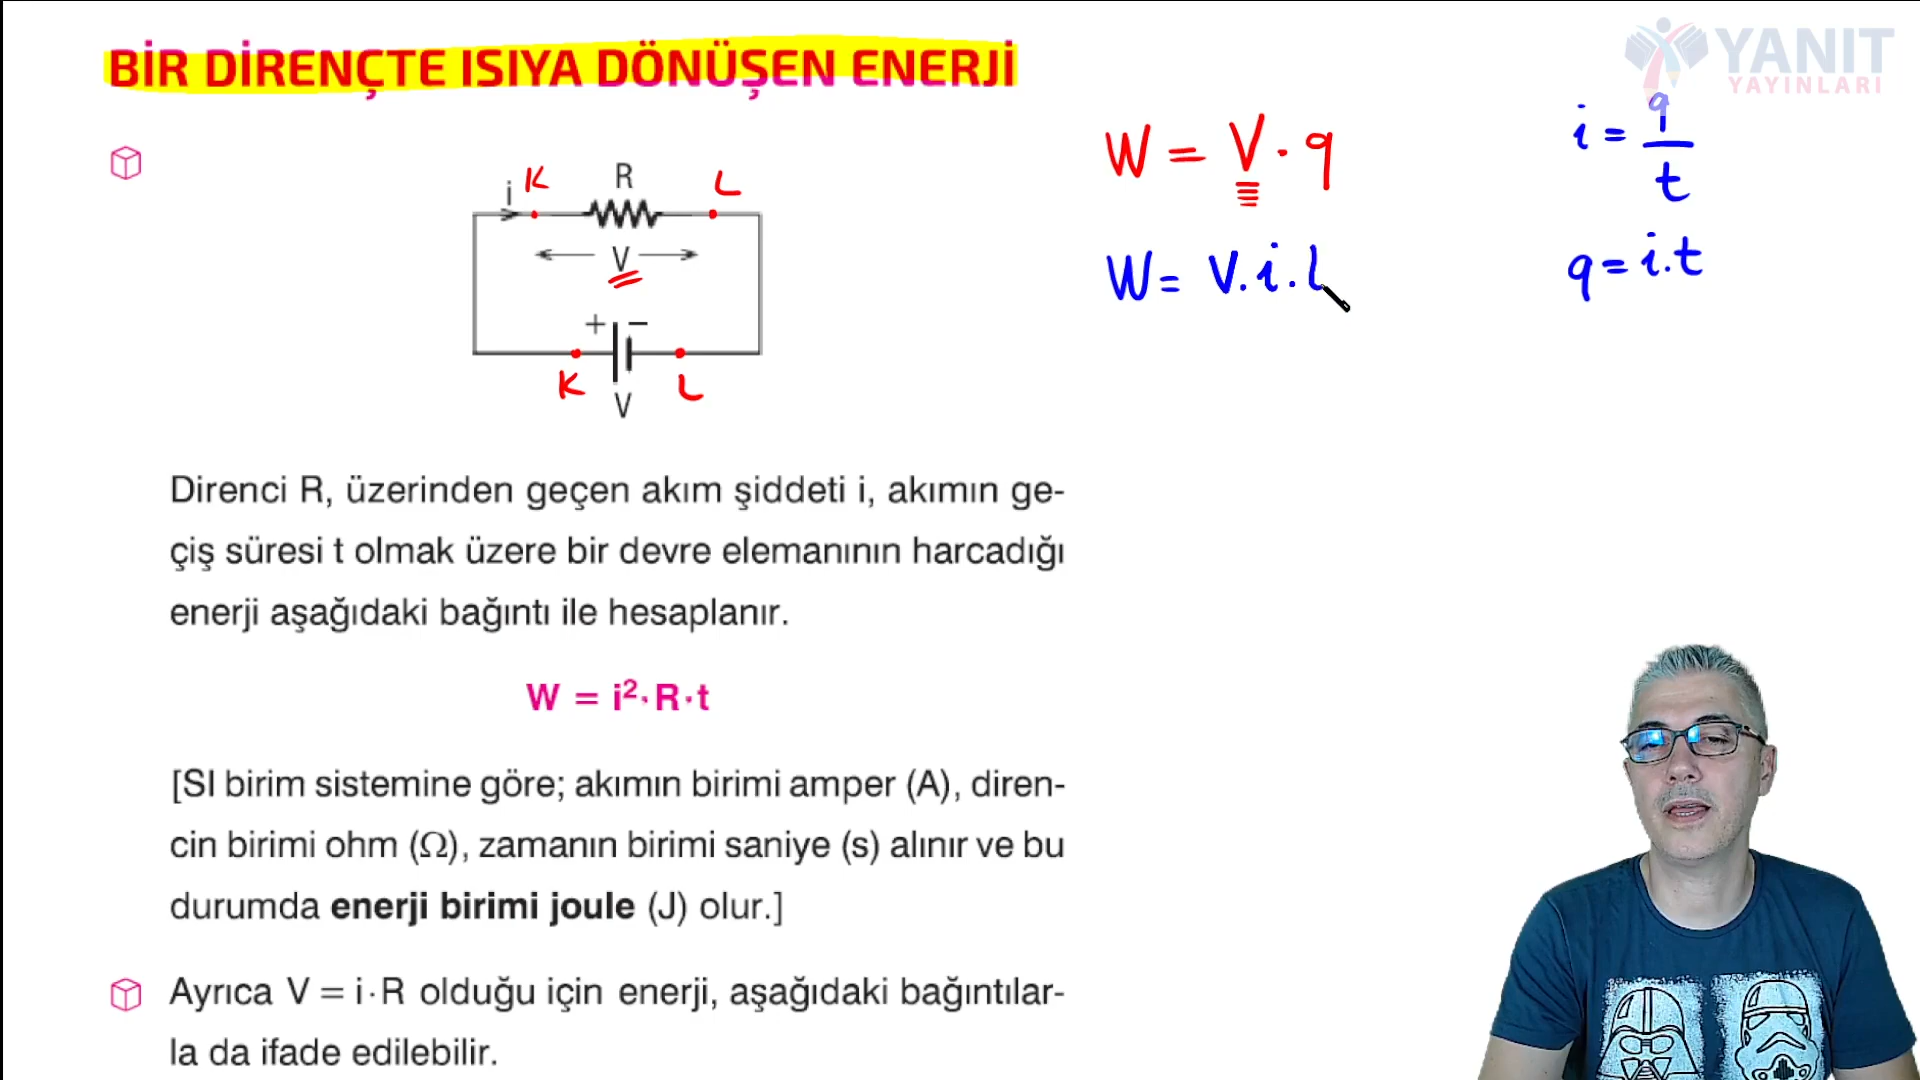 BİR DİRENÇTE ISIYA DÖNÜŞEN ENERJİ
YANIT
YAYINLARI
W = V · q
i = q / t
W = V . i .
q = i . t
i
K
R
L
V
+
−
K
L
V
Direnci R, üzerinden geçen akım şiddeti i, akımın ge-
çiş süresi t olmak üzere bir devre elemanının harcadığı
enerji aşağıdaki bağıntı ile hesaplanır.
W = i²· R · t
[SI birim sistemine göre; akımın birimi amper (A), diren-
cin birimi ohm (Ω), zamanın birimi saniye (s) alınır ve bu
durumda enerji birimi joule (J) olur.]
Ayrıca V = i · R olduğu için enerji, aşağıdaki bağıntılar-
la da ifade edilebilir.